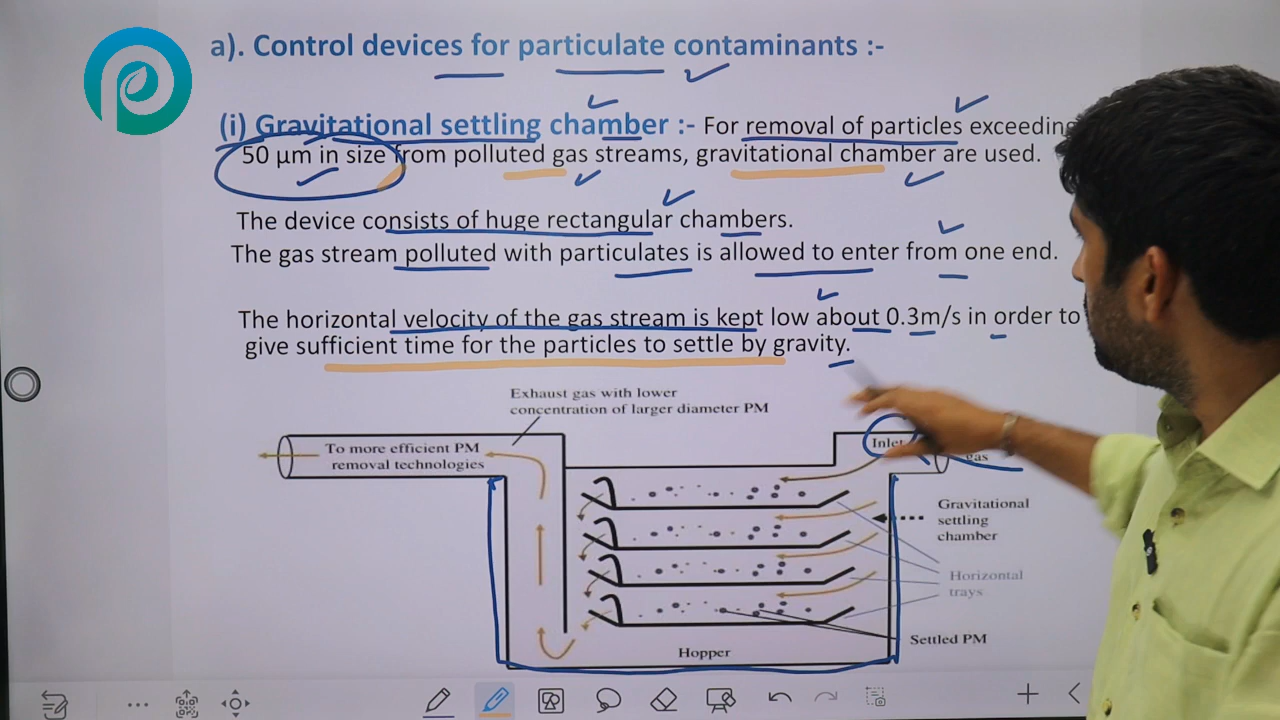 a). Control devices for particulate contaminants :-
(i) Gravitational settling chamber :- For removal of particles exceeding
50 μm in size from polluted gas streams, gravitational chamber are used.
The device consists of huge rectangular chambers.
The gas stream polluted with particulates is allowed to enter from one end.
The horizontal velocity of the gas stream is kept low about 0.3m/s in order to
give sufficient time for the particles to settle by gravity.
Exhaust gas with lower
concentration of larger diameter PM
To more efficient PM
removal technologies
Inlet
gas
Gravitational
settling
chamber
Horizontal
trays
Settled PM
Hopper